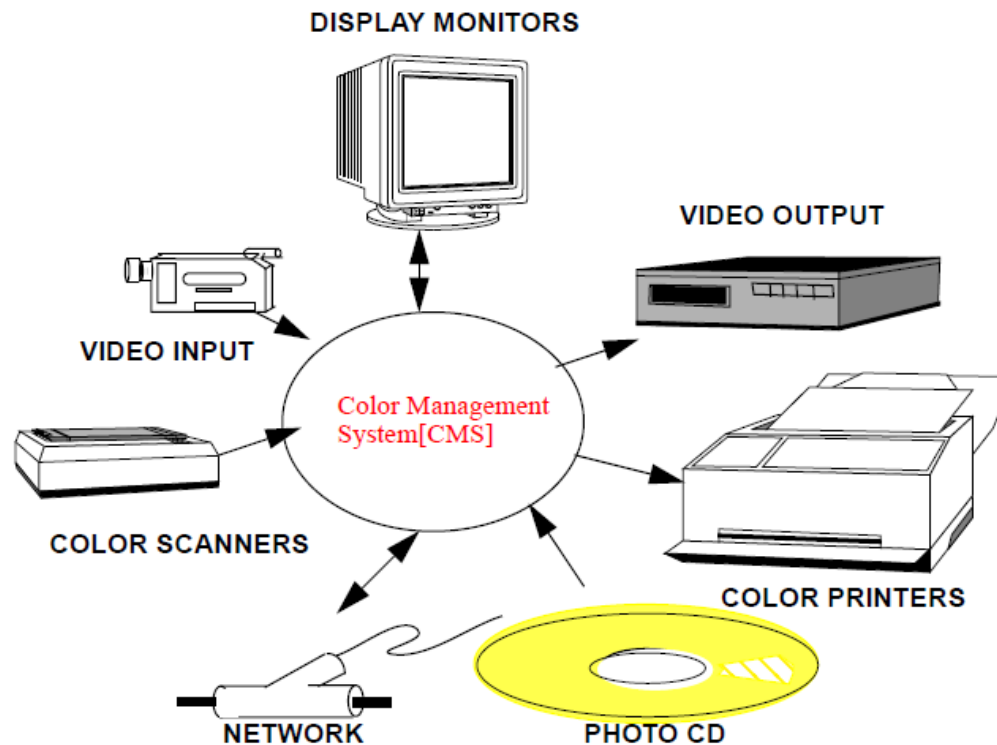 DISPLAY MONITORS
VIDEO OUTPUT
VIDEO INPUT
Color Management
System[CMS]
COLOR SCANNERS
COLOR PRINTERS
NETWORK
PHOTO CD